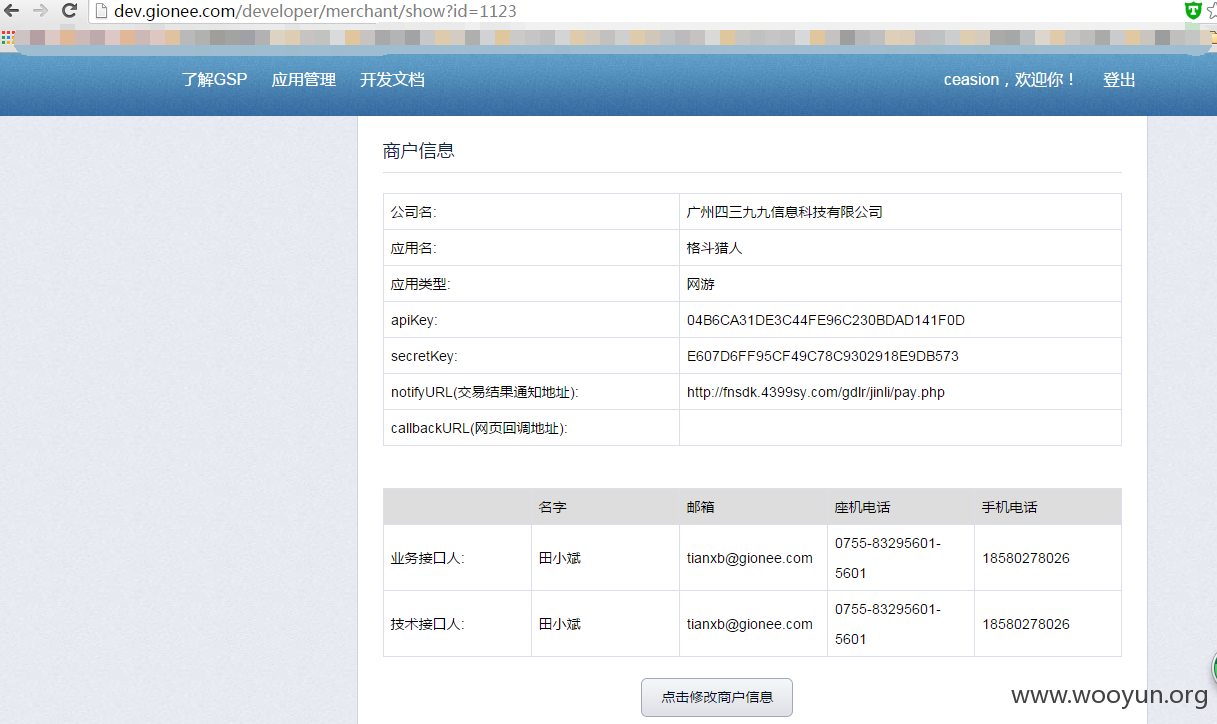 dev.gionee.com/developer/merchant/show?id=1123
了解GSP 应用管理 开发文档 ceasion，欢迎你！ 登出
商户信息
公司名: 广州四三九九信息科技有限公司
应用名: 格斗猎人
应用类型: 网游
apiKey: 04B6CA31DE3C44FE96C230BDAD141F0D
secretKey: E607D6FF95CF49C78C9302918E9DB573
notifyURL(交易结果通知地址): http://fnsdk.4399sy.com/gdlr/jinli/pay.php
callbackURL(网页回调地址):
名字 邮箱 座机电话 手机电话
业务接口人: 田小斌 tianxb@gionee.com 0755-83295601-5601 18580278026
技术接口人: 田小斌 tianxb@gionee.com 0755-83295601-5601 18580278026
点击修改商户信息
www.wooyun.org